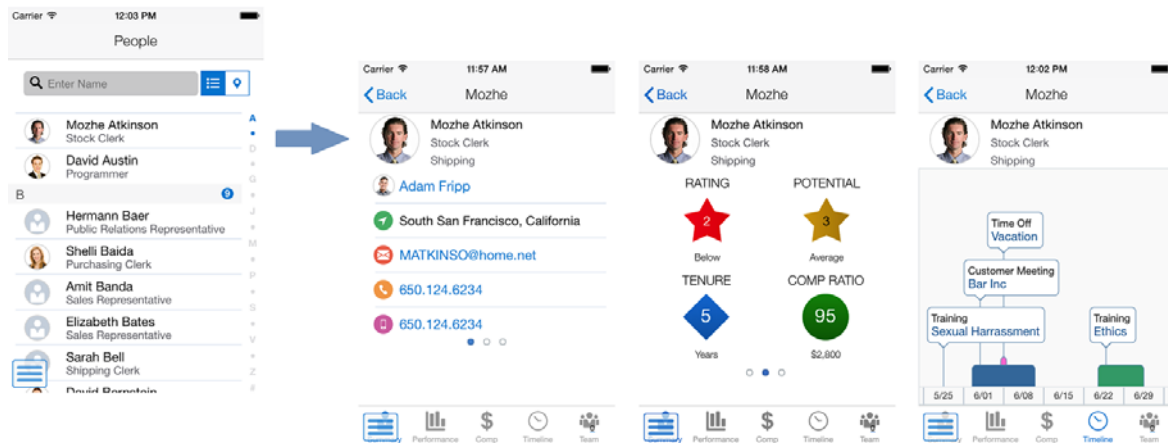 Carrier 12:03 PM
People
Enter Name
Mozhe Atkinson
Stock Clerk
David Austin
Programmer
B 9
Hermann Baer
Public Relations Representative
Shelli Baida
Purchasing Clerk
Amit Banda
Sales Representative
Elizabeth Bates
Sales Representative
Sarah Bell
Shipping Clerk
David Bernstein
A
D
G
J
M
P
S
V
Z
#
Carrier 11:57 AM
Back Mozhe
Mozhe Atkinson
Stock Clerk
Shipping
Adam Fripp
South San Francisco, California
MATKINSO@home.net
650.124.6234
650.124.6234
Performance Comp Timeline Team
Carrier 11:58 AM
Back Mozhe
Mozhe Atkinson
Stock Clerk
Shipping
RATING POTENTIAL
2 3
Below Average
TENURE COMP RATIO
5 95
Years $2,800
Performance Comp Timeline Team
Carrier 12:02 PM
Back Mozhe
Mozhe Atkinson
Stock Clerk
Shipping
Time Off
Vacation
Customer Meeting
Bar Inc
Training Training
Sexual Harrassment Ethics
5/25 6/01 6/08 6/15 6/22 6/29
Performance Comp Timeline Team